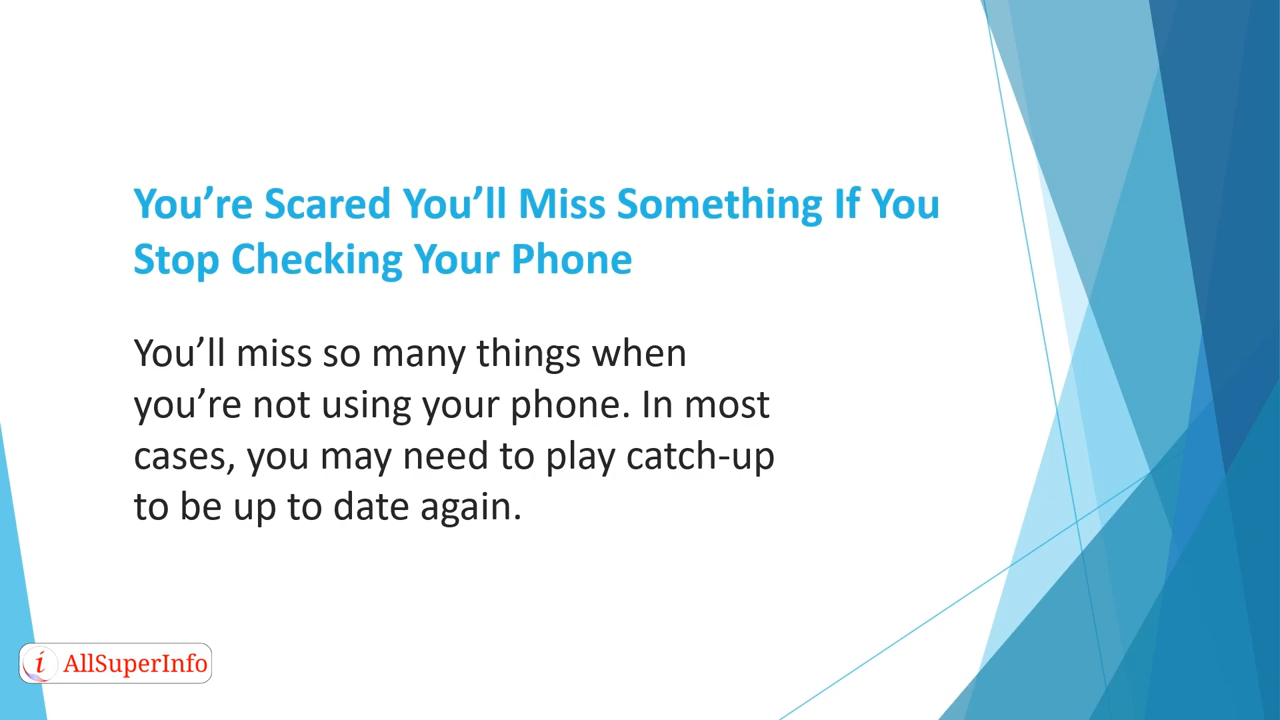 You’re Scared You’ll Miss Something If You
Stop Checking Your Phone
You’ll miss so many things when
you’re not using your phone. In most
cases, you may need to play catch-up
to be up to date again.
i AllSuperInfo